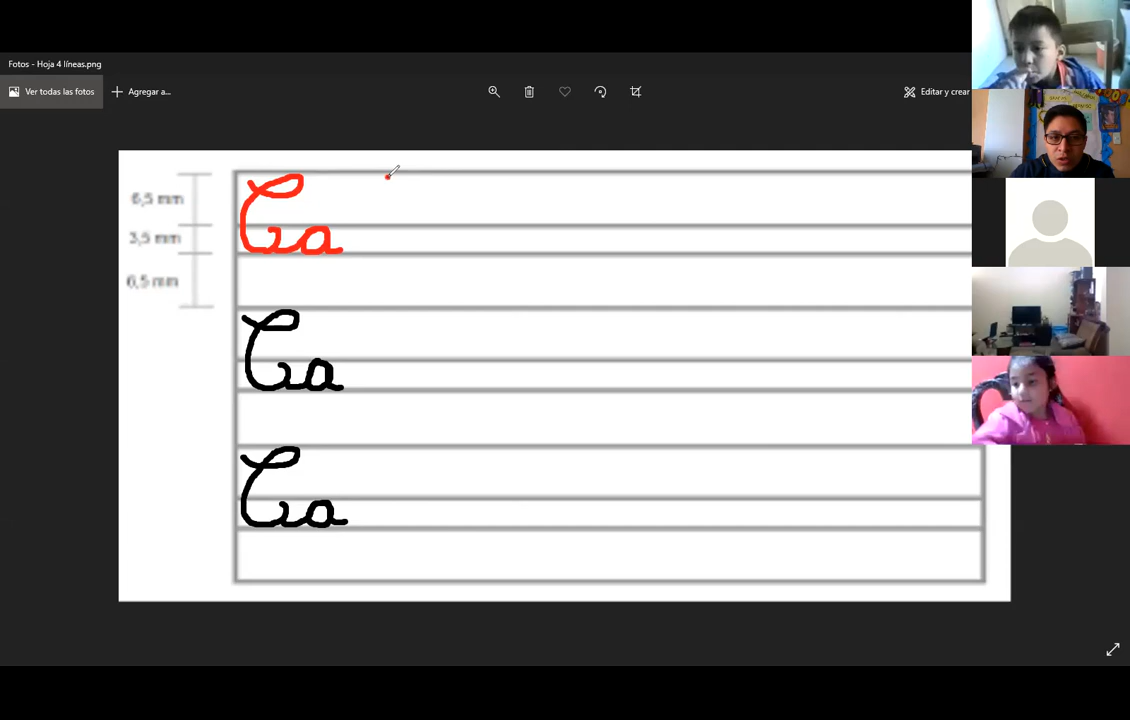 Fotos - Hoja 4 líneas.png
Ver todas las fotos
Agregar a...
Editar y crear
6,5 mm
3,5 mm
6,5 mm
Ca
Ca
Ca